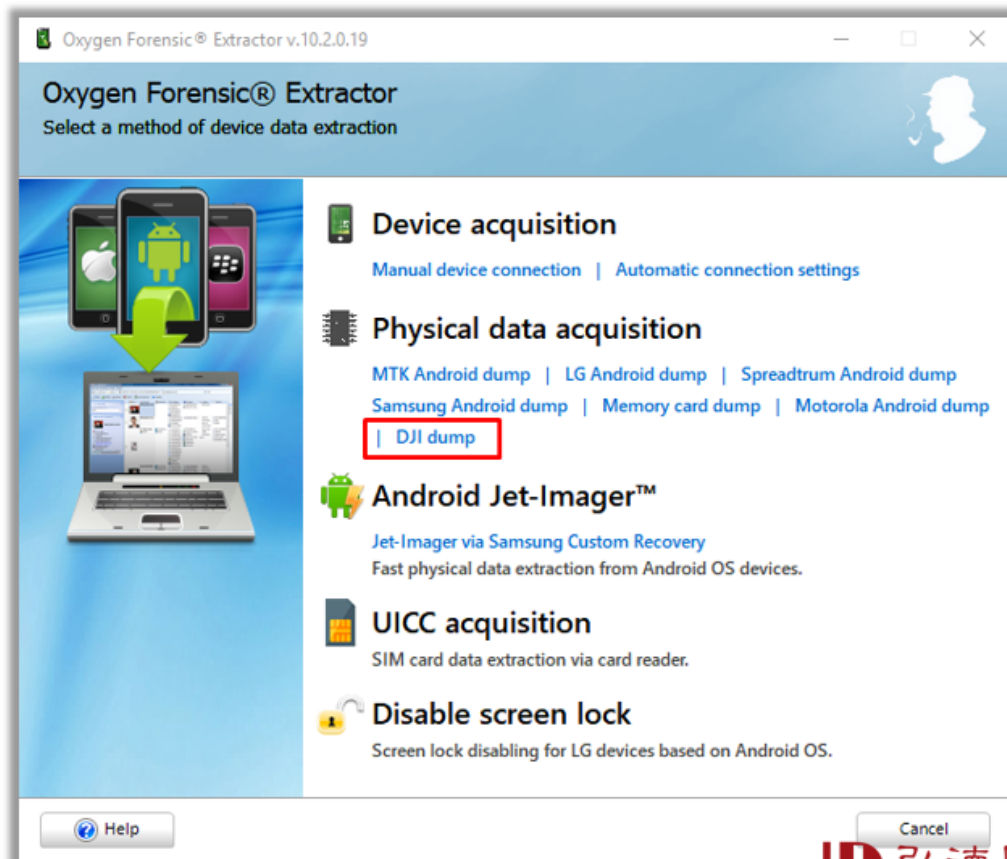 Oxygen Forensic® Extractor v.10.2.0.19
Oxygen Forensic® Extractor
Select a method of device data extraction
Device acquisition
Manual device connection | Automatic connection settings
Physical data acquisition
MTK Android dump | LG Android dump | Spreadtrum Android dump
Samsung Android dump | Memory card dump | Motorola Android dump
| DJI dump
Android Jet-Imager™
Jet-Imager via Samsung Custom Recovery
Fast physical data extraction from Android OS devices.
UICC acquisition
SIM card data extraction via card reader.
Disable screen lock
Screen lock disabling for LG devices based on Android OS.
Help
Cancel